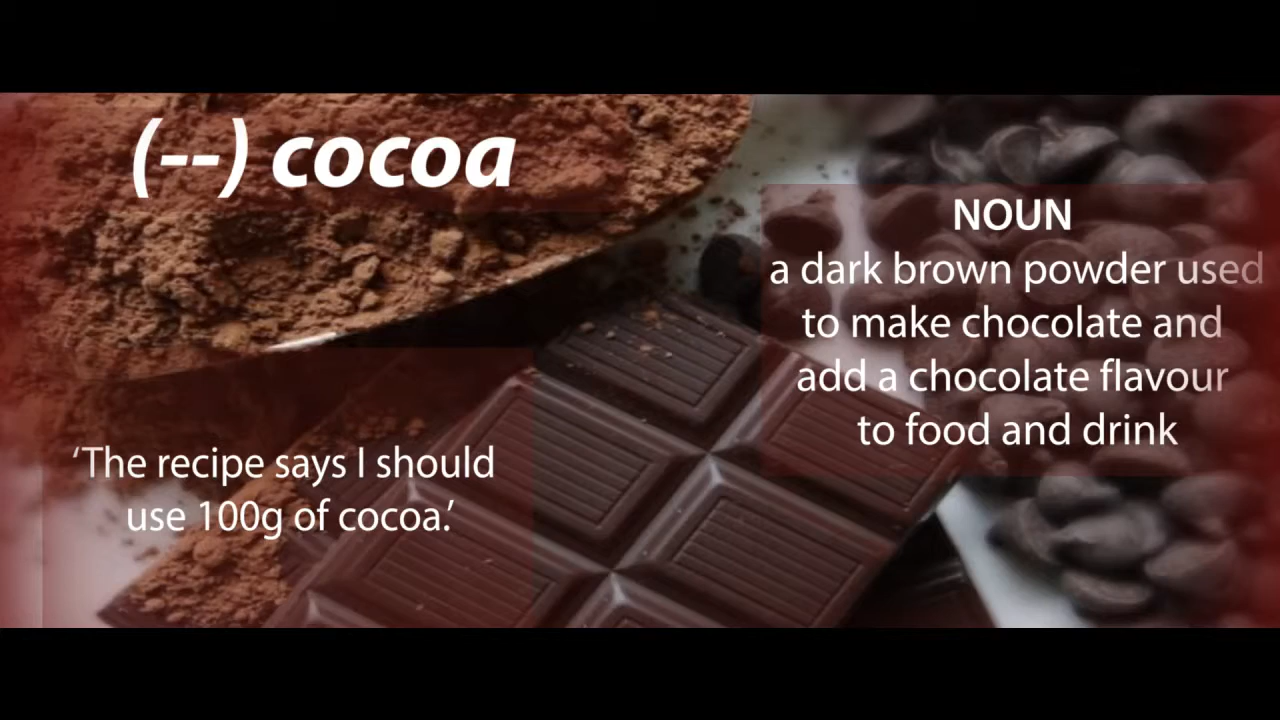 (--) cocoa
NOUN
a dark brown powder used
to make chocolate and
add a chocolate flavour
to food and drink
‘The recipe says I should
use 100g of cocoa.’